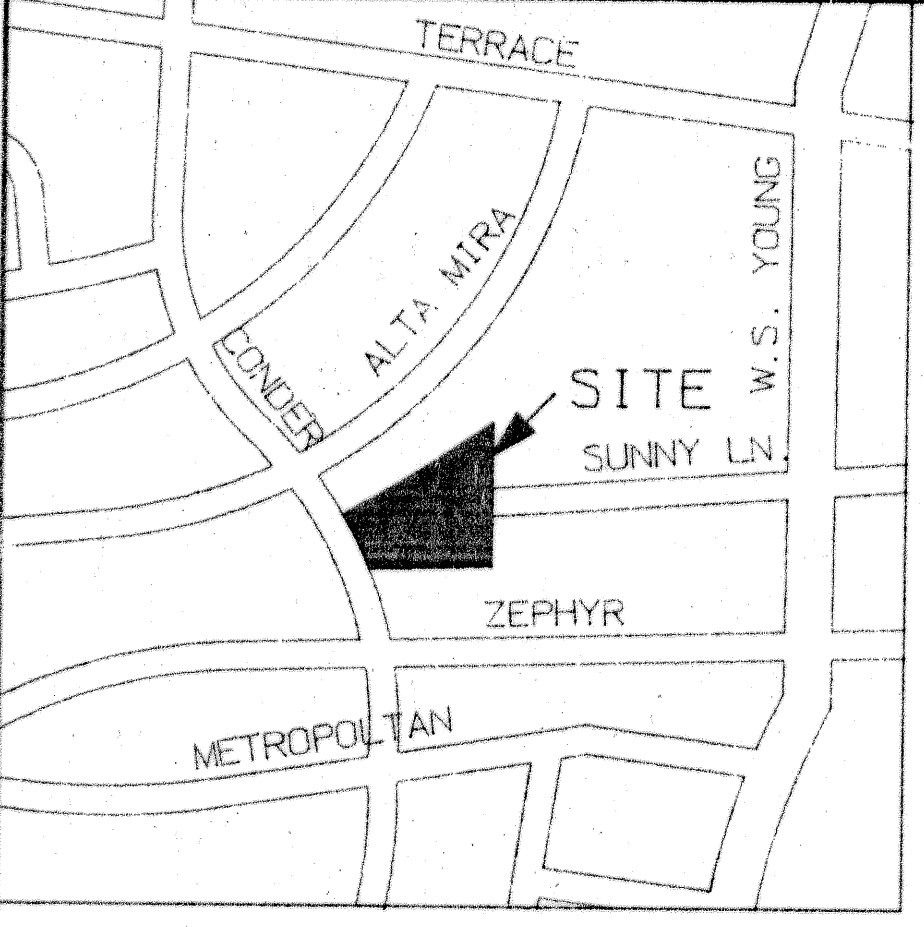 TERRACE
W.S. YOUNG
ALTA MIRA
CONDER
SITE
SUNNY LN.
ZEPHYR
METROPOLTAN